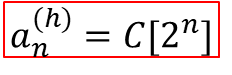 a_n^{(h)} = C[2^n]